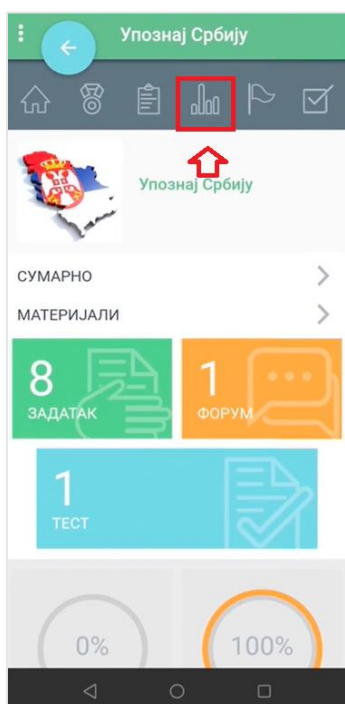 Упознај Србију
Упознај Србију
СУМАРНО
МАТЕРИЈАЛИ
8
ЗАДАТАК
1
ФОРУМ
1
ТЕСТ
0%
100%